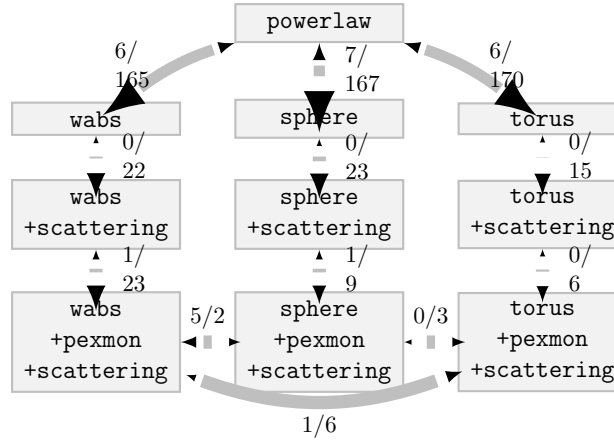 powerlaw
6/
165
7/
167
6/
170
wabs
sphere
torus
0/
22
0/
23
0/
15
wabs
+scattering
sphere
+scattering
torus
+scattering
1/
23
1/
9
0/
6
wabs
+pexmon
+scattering
5/2
sphere
+pexmon
+scattering
0/3
torus
+pexmon
+scattering
1/6